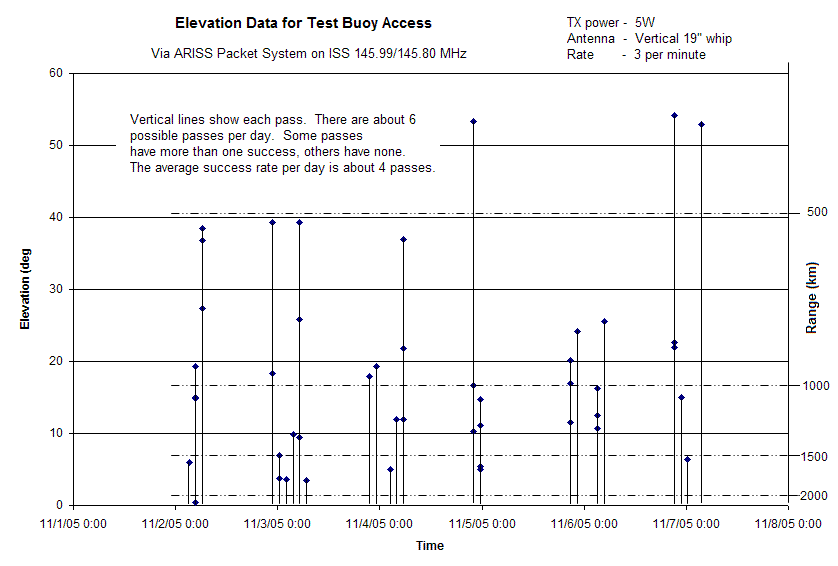 Elevation Data for Test Buoy Access
Via ARISS Packet System on ISS 145.99/145.80 MHz
TX power - 5W
Antenna - Vertical 19" whip
Rate - 3 per minute
Vertical lines show each pass. There are about 6
possible passes per day. Some passes
have more than one success, others have none.
The average success rate per day is about 4 passes.
60
50
40
30
20
10
0
Elevation (deg
500
1000
1500
2000
Range (km)
11/1/05 0:00
11/2/05 0:00
11/3/05 0:00
11/4/05 0:00
11/5/05 0:00
11/6/05 0:00
11/7/05 0:00
11/8/05 0:00
Time